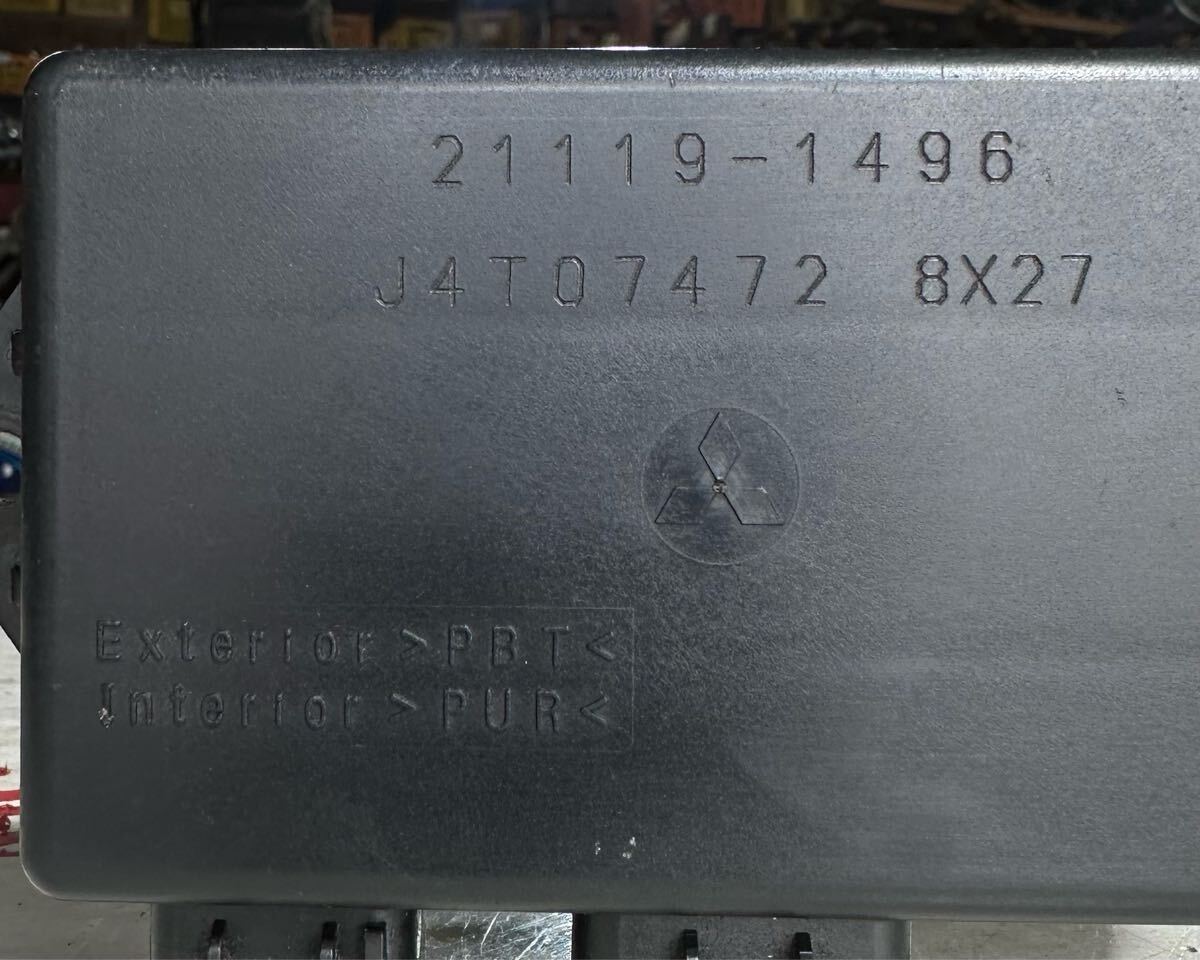 21119-1496
J4T07472 8X27
Exterior >PBT<
Interior >PUR<